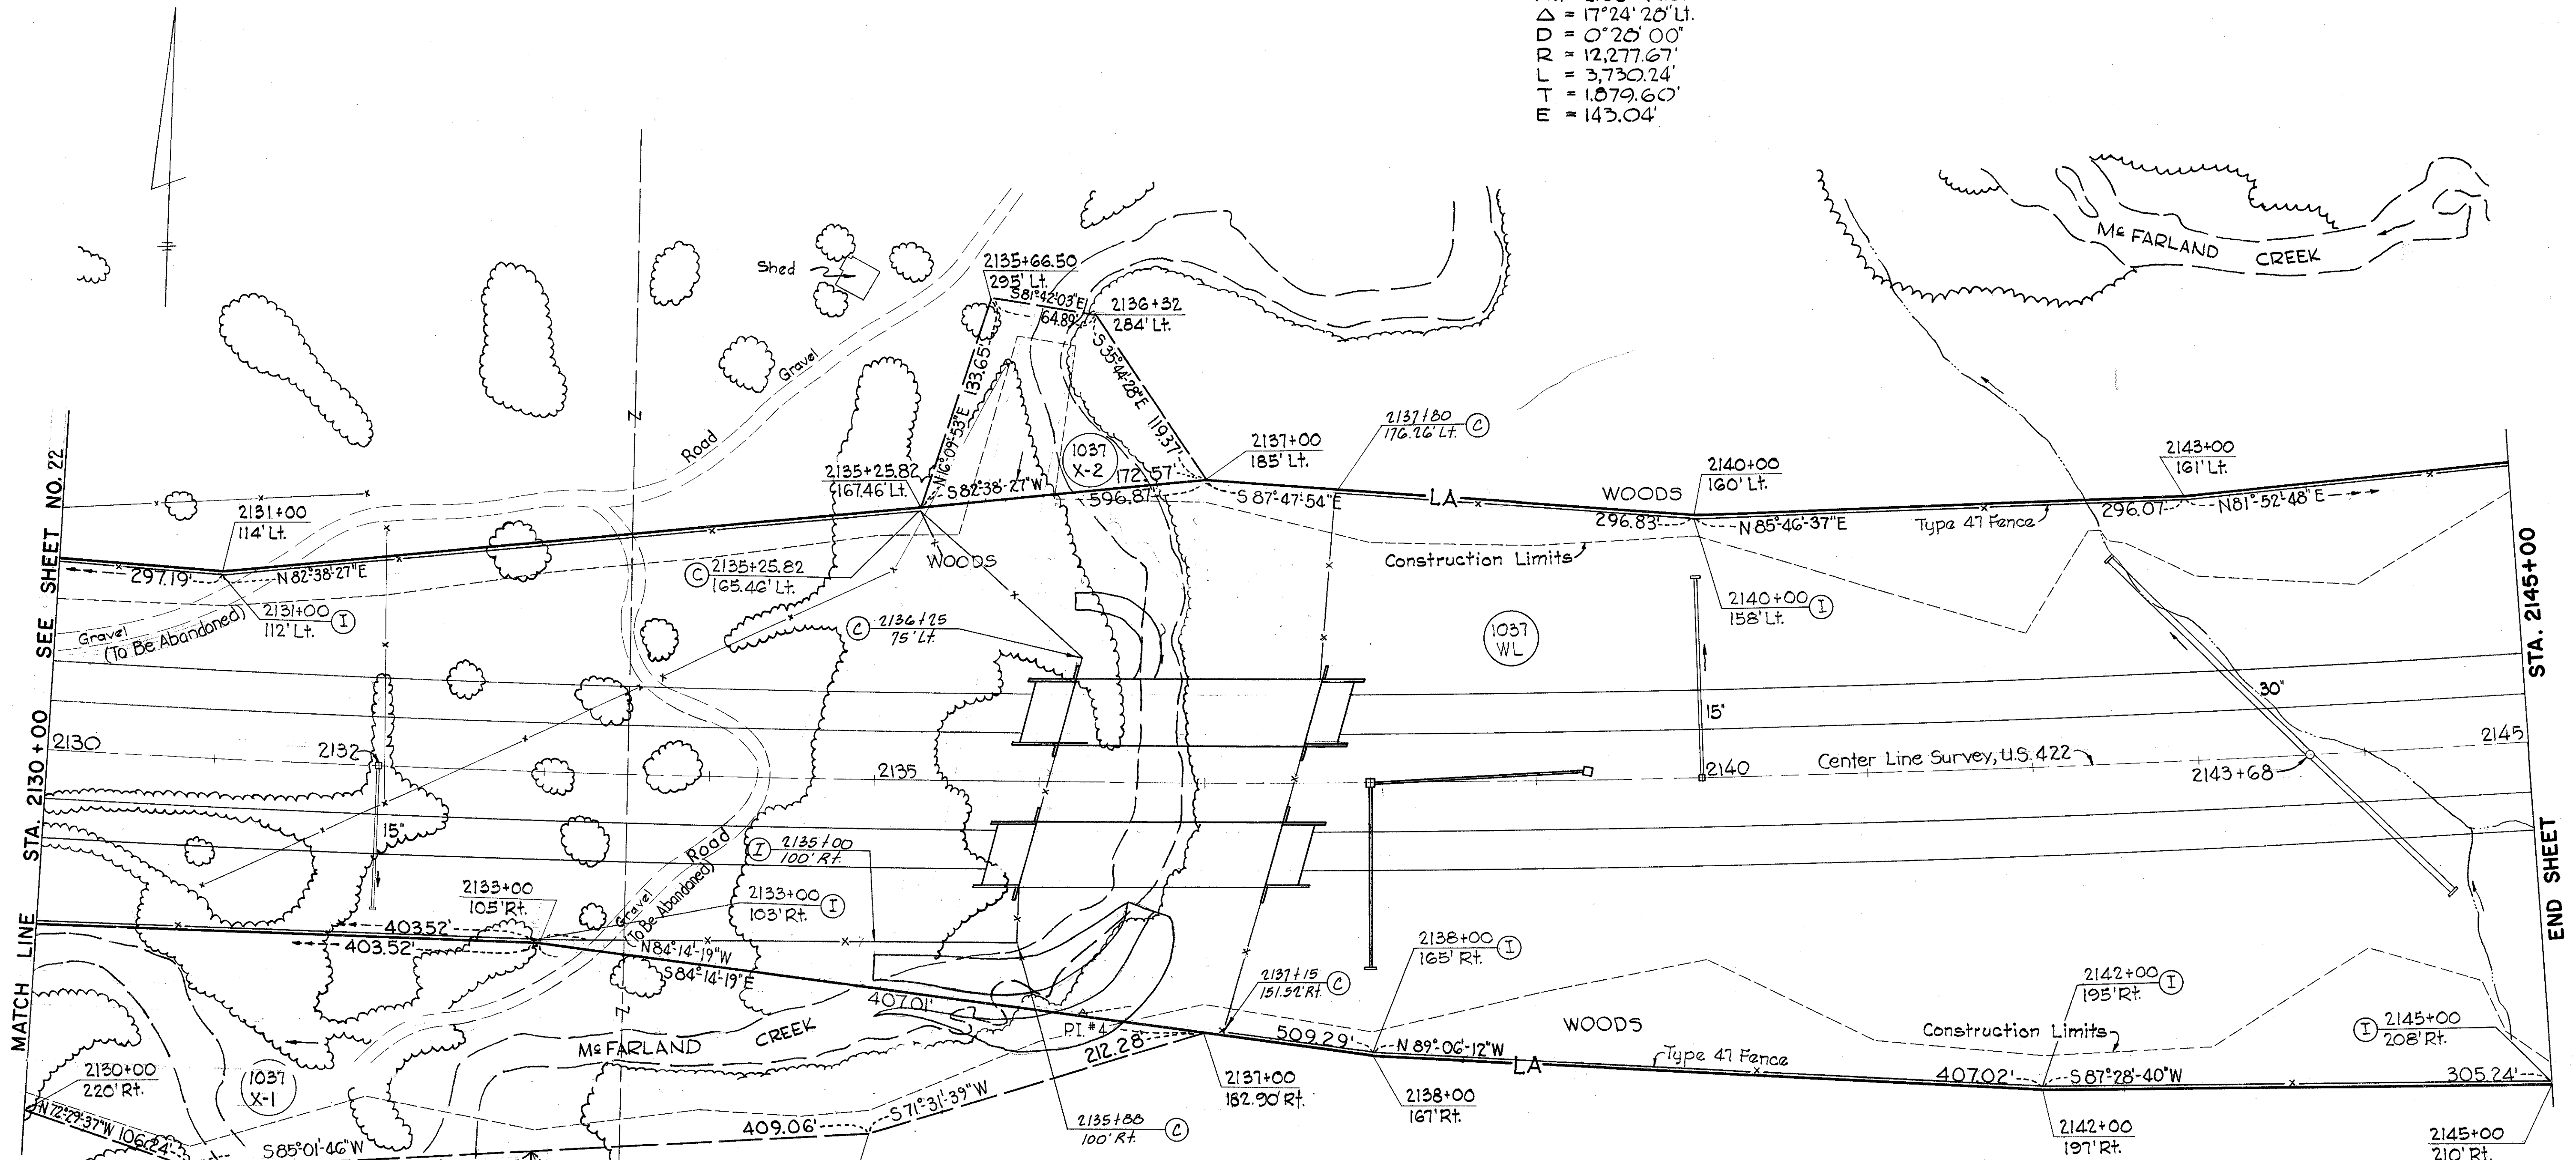 Δ = 17°24'28" Lt.
D = 0°28'00"
R = 12,277.67'
L = 3,730.24'
T = 1,879.60'
E = 143.04'
Mc FARLAND
CREEK
Shed
2135+66.50
295' Lt.
S81°42'03"E
64.89'
2136+32
284' Lt.
S35°-44'-28"E 119.37'
N16°-09'-53"E 133.65'
Gravel
Road
1037
X-2
2137+80
176.26' Lt. C
2137+00
185' Lt.
2143+00
161' Lt.
2140+00
160' Lt.
2135+25.82
167.46' Lt.
S82°-38'-27"W
172.57'
596.87'
S 87°-47'-54"E
LA
WOODS
296.83'
N85°-46'-37"E
Type 47 Fence
296.07'
N81°-52'-48"E
2131+00
114' Lt.
297.19'
N82°-38'-27"E
2131+00
112' Lt.
I
C
2135+25.82
165.46' Lt.
WOODS
Construction Limits
2140+00
158' Lt.
I
Gravel
(To Be Abandoned)
C
2136+25
75' Lt.
1037
WL
15"
30"
2130
2132
2135
2140
Center Line Survey, U.S. 422
2143+68
2145
15"
Road
Gravel
(To Be Abandoned)
I
2135+00
100' Rt.
2133+00
105' Rt.
2133+00
103' Rt.
I
403.52'
403.52'
N84°-14'-19"W
S84°-14'-19"E
407.01'
2138+00
165' Rt.
I
2137+15
151.52' Rt.
C
2142+00
195' Rt.
I
Mc FARLAND
CREEK
P.I. #4
212.28'
509.29'
N 89°-06'-12"W
LA
WOODS
Type 47 Fence
Construction Limits
I
2145+00
208' Rt.
2130+00
220' Rt.
1037
X-1
N72°-29'-37"W 106.24'
S85°01'-46"W
409.06'
S71°-31'-39"W
2135+88
100' Rt.
C
2137+00
182.90' Rt.
2138+00
167' Rt.
407.02'
S87°-28'-40"W
305.24'
2142+00
197' Rt.
2145+00
210' Rt.
MATCH LINE STA. 2130+00 SEE SHEET NO. 22
END SHEET STA. 2145+00